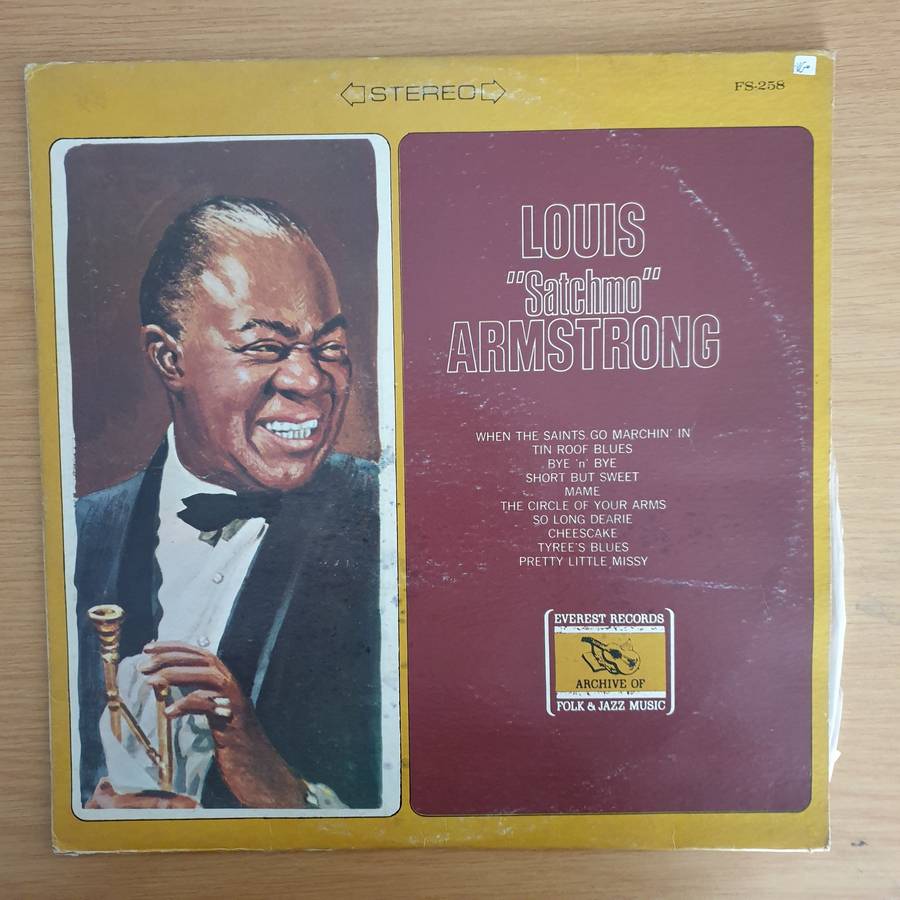 STEREO
FS-258
LOUIS
"Satchmo"
ARMSTRONG
WHEN THE SAINTS GO MARCHIN' IN
TIN ROOF BLUES
BYE 'n' BYE
SHORT BUT SWEET
MAME
THE CIRCLE OF YOUR ARMS
SO LONG DEARIE
CHEESCAKE
TYREE'S BLUES
PRETTY LITTLE MISSY
EVEREST RECORDS
ARCHIVE OF
FOLK & JAZZ MUSIC